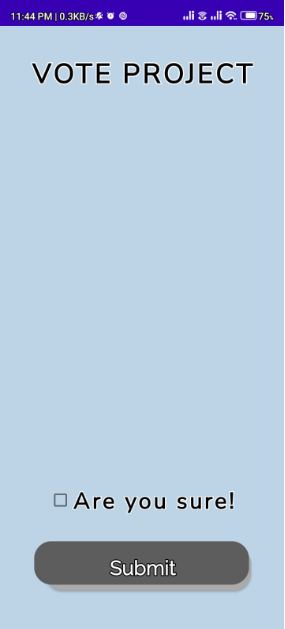 11:44 PM | 0.3KB/s 75%
VOTE PROJECT
Are you sure!
Submit